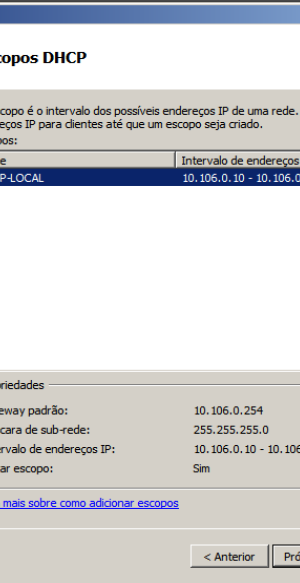 copos DHCP
copo é o intervalo dos possíveis endereços IP de uma rede.
eços IP para clientes até que um escopo seja criado.
pos:
e Intervalo de endereços
P-LOCAL 10.106.0.10 - 10.106.0
riedades
eway padrão: 10.106.0.254
cara de sub-rede: 255.255.255.0
rvalo de endereços IP: 10.106.0.10 - 10.106
ar escopo: Sim
mais sobre como adicionar escopos
< Anterior Pró